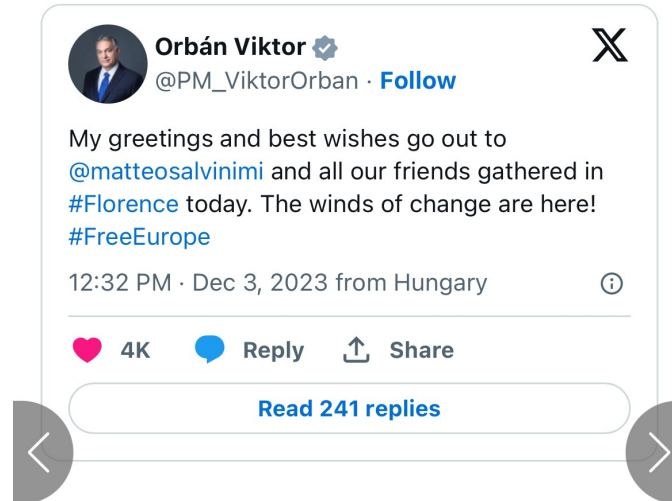 Orbán Viktor
@PM_ViktorOrban · Follow
My greetings and best wishes go out to
@matteosalvinimi and all our friends gathered in
#Florence today. The winds of change are here!
#FreeEurope
12:32 PM · Dec 3, 2023 from Hungary
4K Reply Share
Read 241 replies